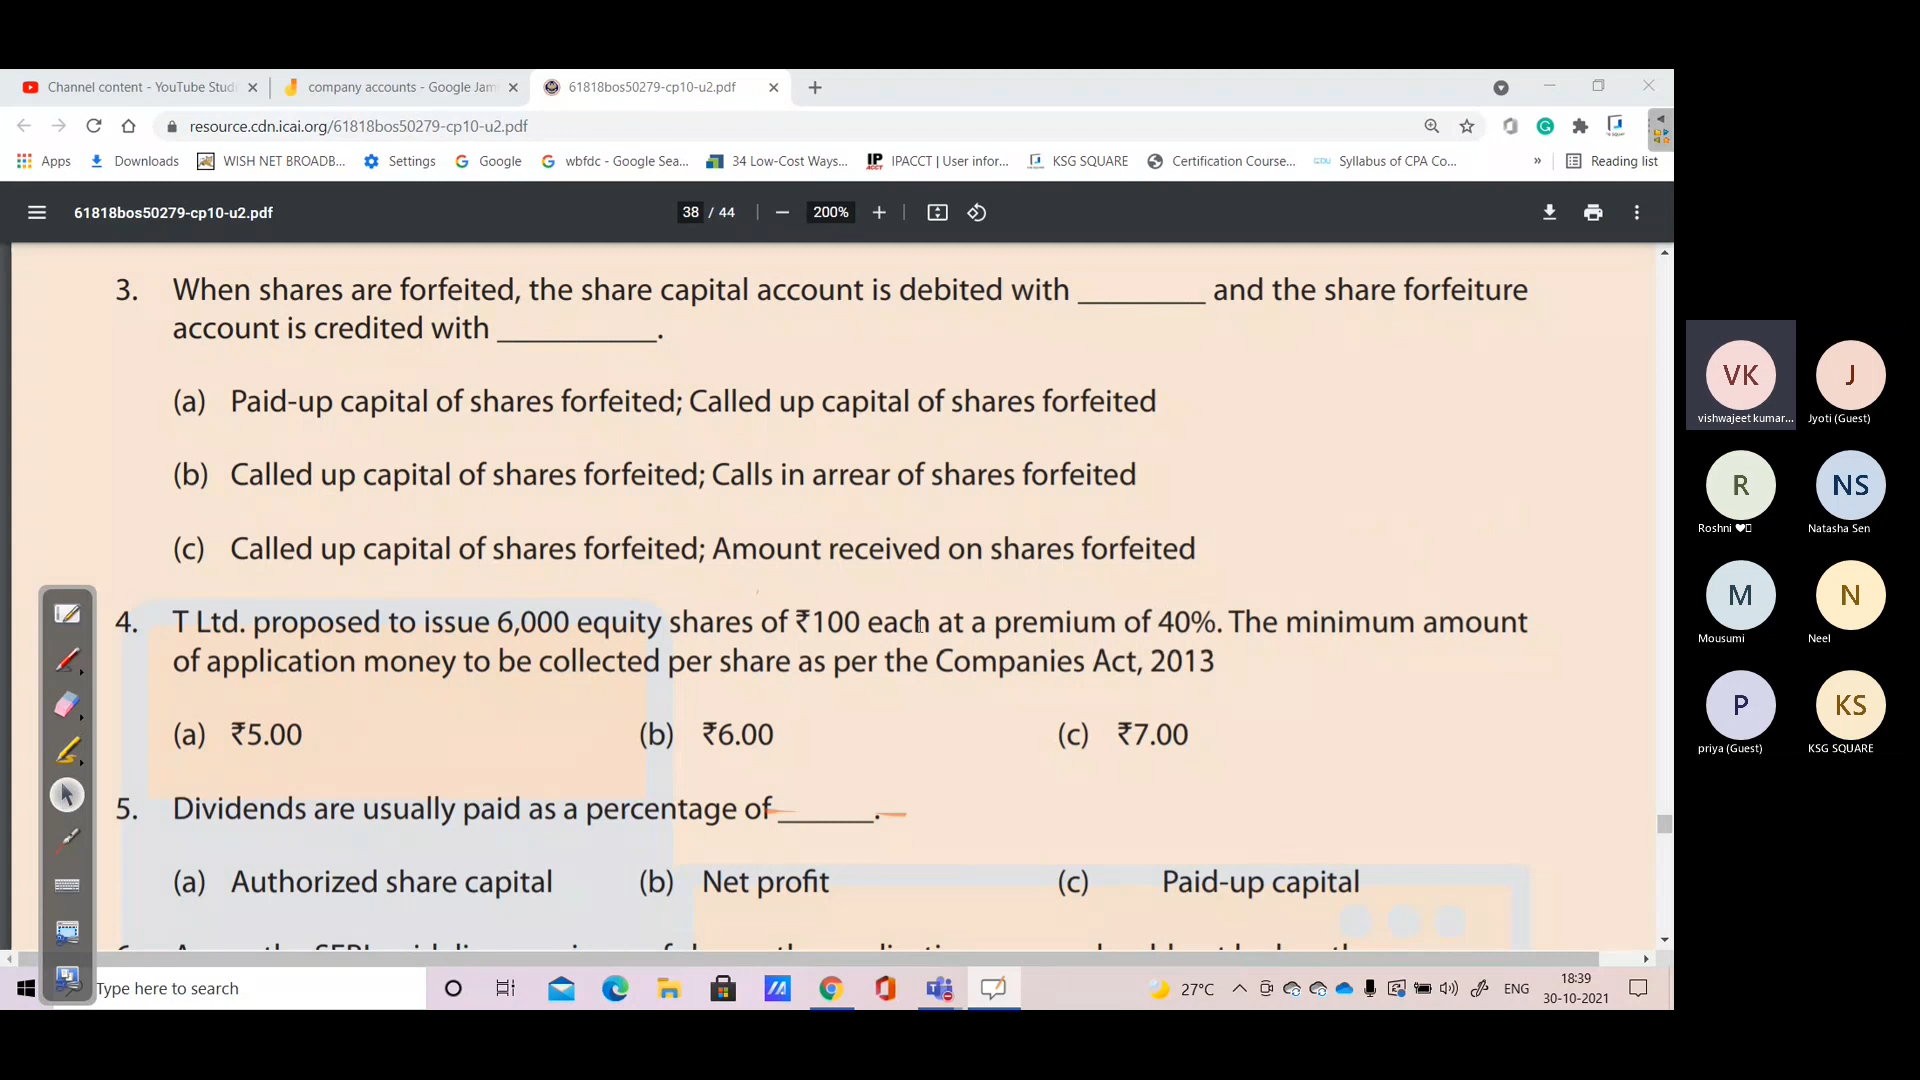 Channel content - YouTube Stud
company accounts - Google Jam
61818bos50279-cp10-u2.pdf
resource.cdn.icai.org/61818bos50279-cp10-u2.pdf
Apps
Downloads
WISH NET BROADB...
Settings
Google
wbfdc - Google Sea...
34 Low-Cost Ways...
IPACCT | User infor...
KSG SQUARE
Certification Course...
Syllabus of CPA Co...
»
Reading list
61818bos50279-cp10-u2.pdf
38 / 44
200%
3. When shares are forfeited, the share capital account is debited with ________ and the share forfeiture
account is credited with __________.
(a) Paid-up capital of shares forfeited; Called up capital of shares forfeited
(b) Called up capital of shares forfeited; Calls in arrear of shares forfeited
(c) Called up capital of shares forfeited; Amount received on shares forfeited
4. T Ltd. proposed to issue 6,000 equity shares of ₹100 each at a premium of 40%. The minimum amount
of application money to be collected per share as per the Companies Act, 2013
(a) ₹5.00 (b) ₹6.00 (c) ₹7.00
5. Dividends are usually paid as a percentage of ______.
(a) Authorized share capital (b) Net profit (c) Paid-up capital
Type here to search
27°C
ENG
18:39
30-10-2021
VK
vishwajeet kumar...
J
Jyoti (Guest)
R
Roshni ❤
NS
Natasha Sen
M
Mousumi
N
Neel
P
priya (Guest)
KS
KSG SQUARE